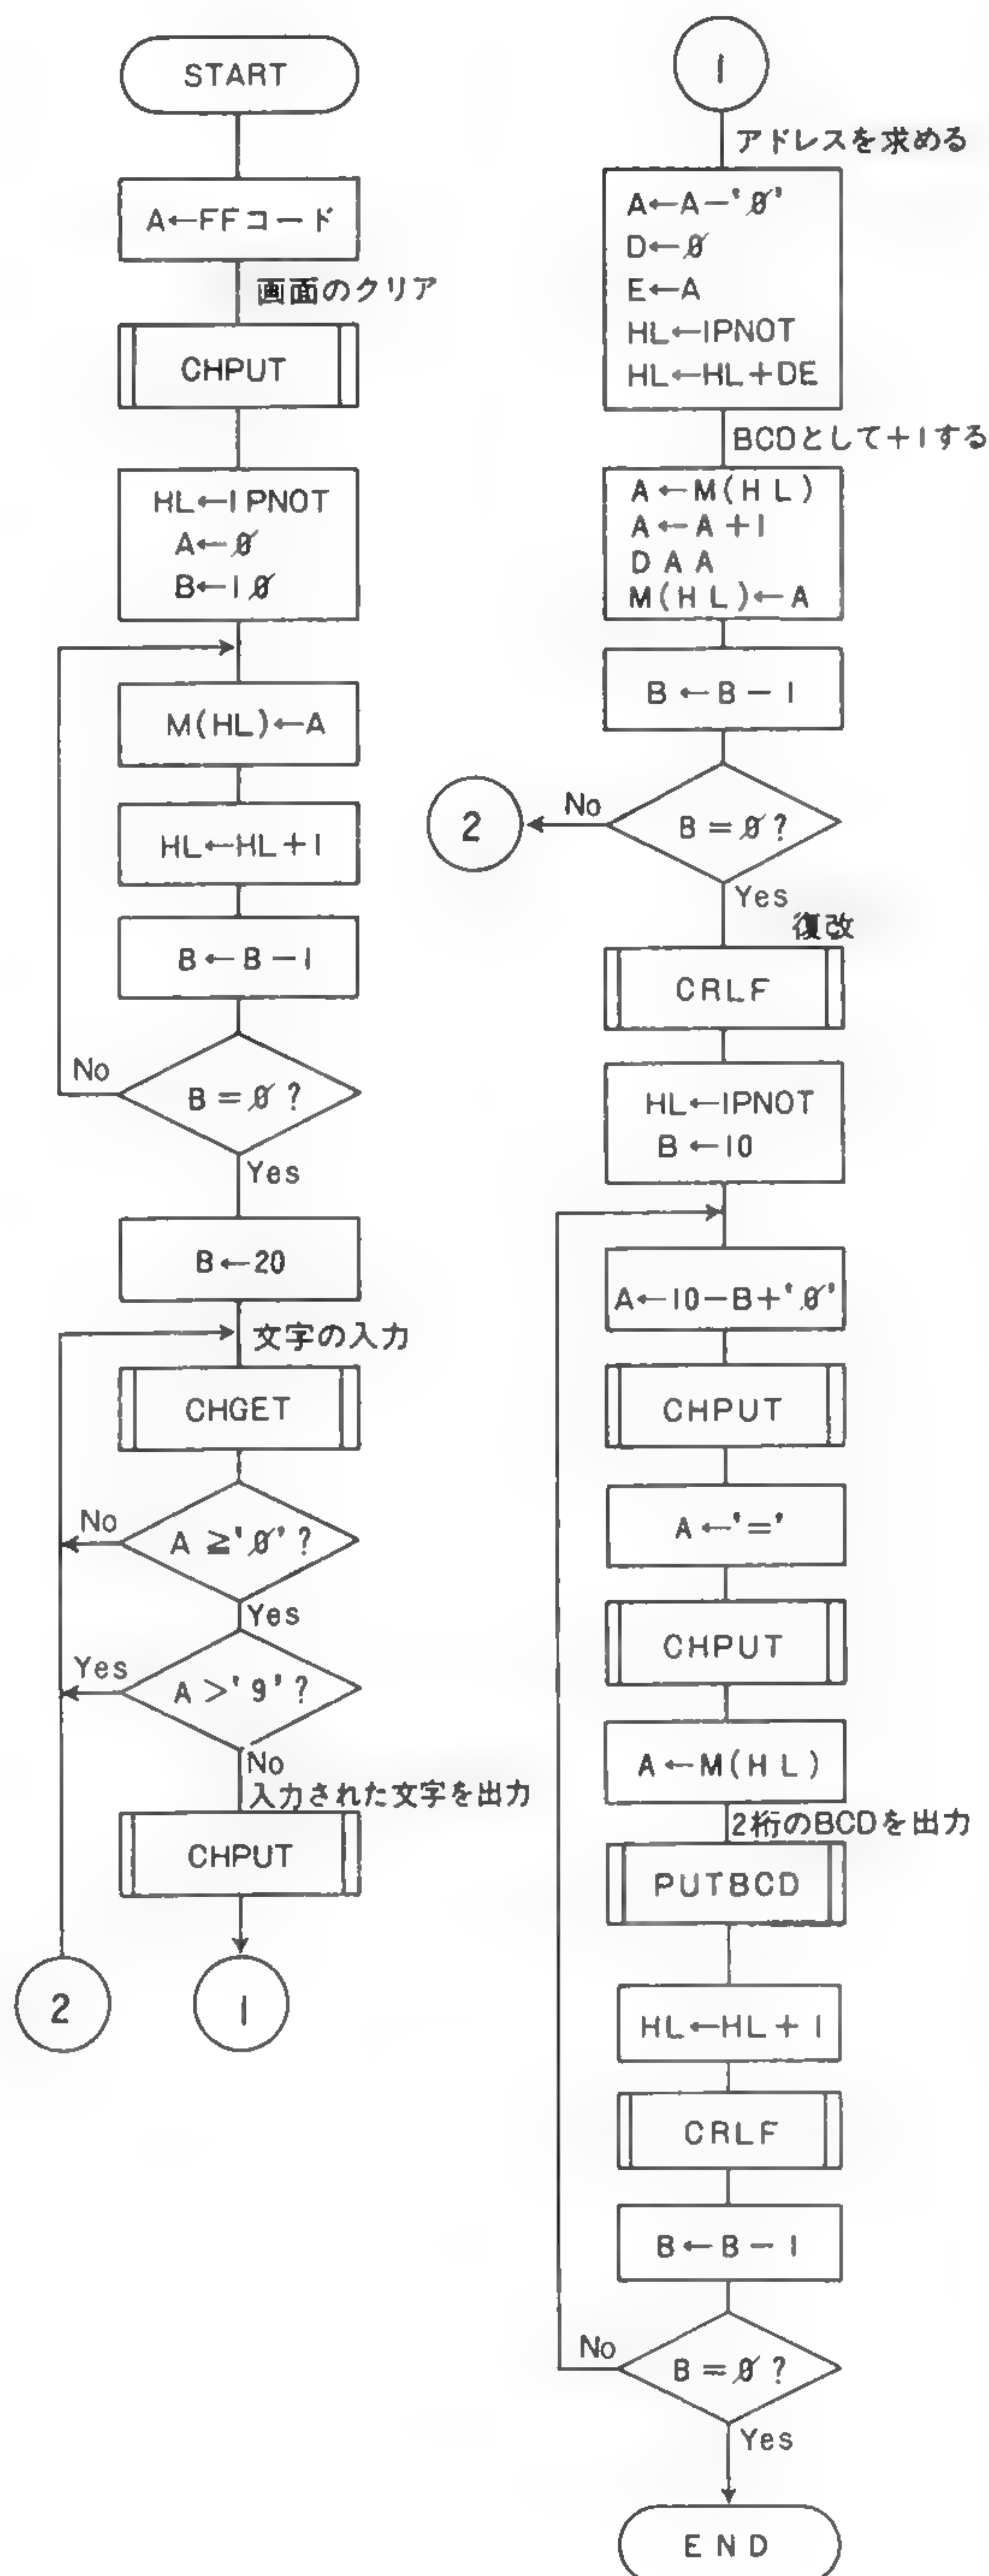 START
A←FFコード
画面のクリア
CHPUT
HL←IPNOT
A←0
B←10
M(HL)←A
HL←HL+1
B←B-1
No
B=0?
Yes
B←20
文字の入力
CHGET
No
A≧'0'?
Yes
Yes
A>'9'?
No
入力された文字を出力
CHPUT
2
1
1
アドレスを求める
A←A-'0'
D←0
E←A
HL←IPNOT
HL←HL+DE
BCDとして+1する
A←M(HL)
A←A+1
DAA
M(HL)←A
B←B-1
2
No
B=0?
Yes
復改
CRLF
HL←IPNOT
B←10
A←10-B+'0'
CHPUT
A←'='
CHPUT
A←M(HL)
2桁のBCDを出力
PUTBCD
HL←HL+1
CRLF
B←B-1
No
B=0?
Yes
END